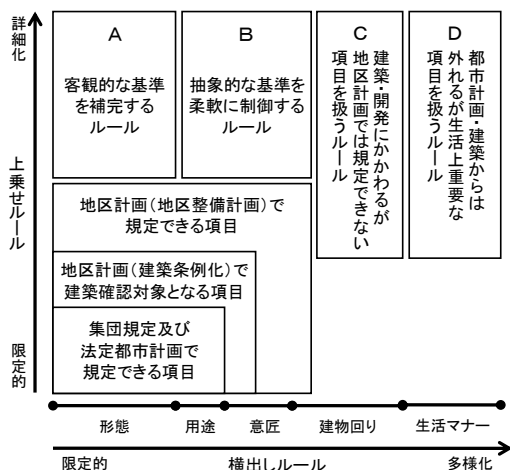 詳細化
上乗せルール
限定的
A
客観的な基準
を補完する
ルール
B
抽象的な基準を
柔軟に制御する
ルール
C
建築・開発にかかわるが
地区計画では規定できない
項目を扱うルール
D
都市計画・建築からは
外れるが生活上重要な
項目を扱うルール
地区計画（地区整備計画）で
規定できる項目
地区計画（建築条例化）で
建築確認対象となる項目
集団規定及び
法定都市計画で
規定できる項目
形態
用途
意匠
建物回り
生活マナー
限定的
横出しルール
多様化